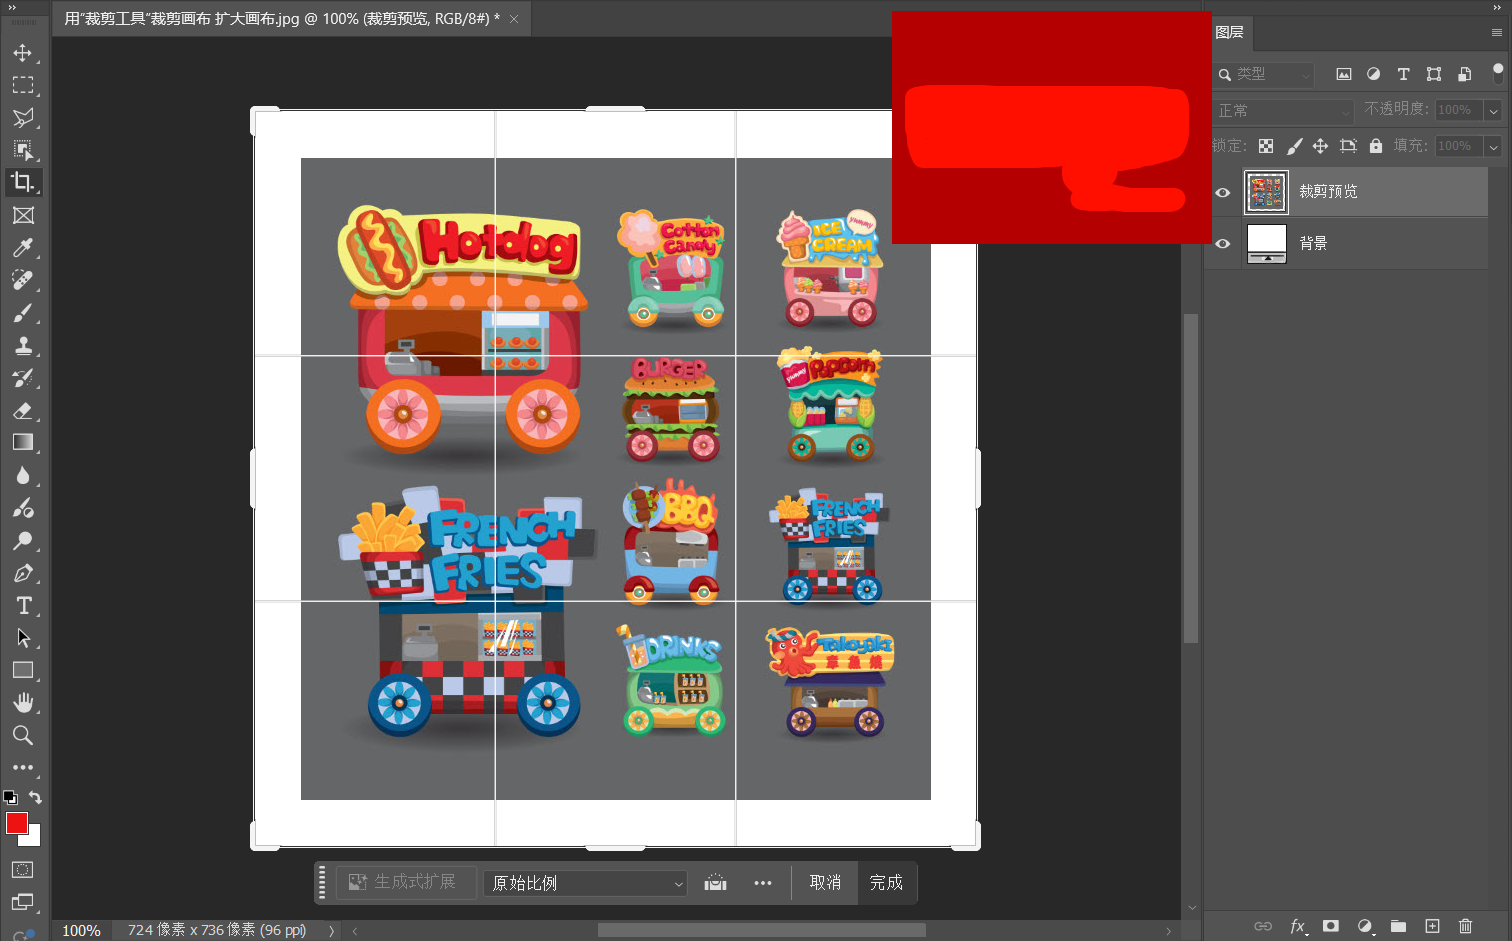 用“裁剪工具”裁剪画布 扩大画布.jpg @ 100% (裁剪预览, RGB/8#) *
图层
类型
正常
不透明度: 100%
锁定:
填充: 100%
裁剪预览
背景
Hotdog
Cotton
Candy
ICE
CREAM
yummy
BURGER
yummy
POPCorn
FRENCH
FRIES
BBQ
FRENCH
FRIES
DRINKS
Takoyaki
章魚燒
生成式扩展
原始比例
取消
完成
100%
724 像素 x 736 像素 (96 ppi)